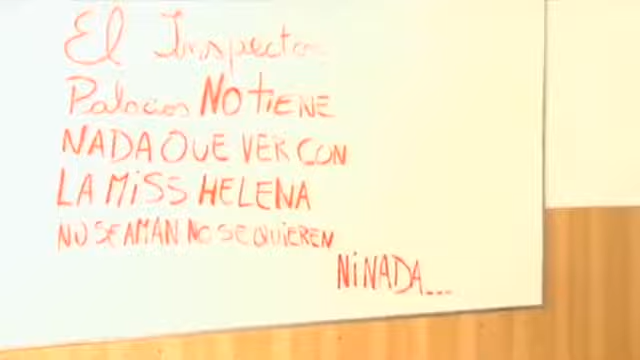 El Inspector
Palacios NO tiENE
NADA QUE VER CON
LA MiSS HELENA
NO SE AMAN NO SE QUIEREN
Ni NADA...